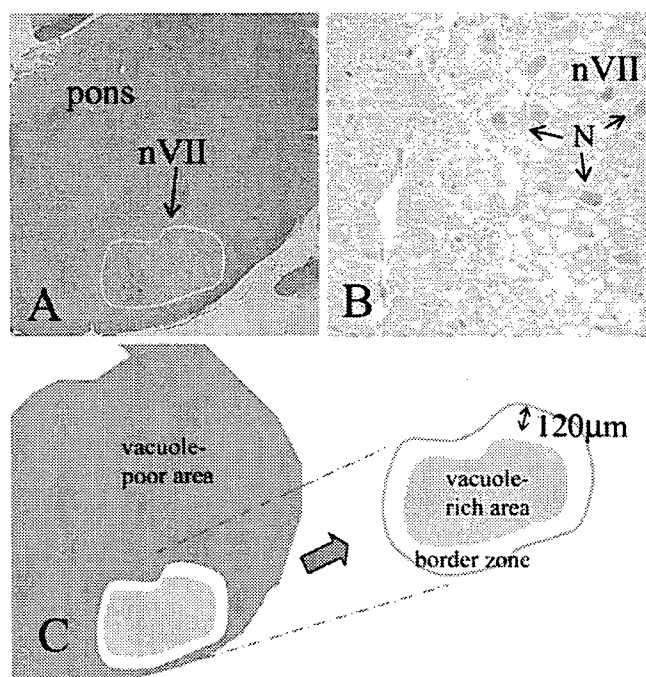 pons
nVII
A
nVII
N
B
vacuole-
poor area
C
120µm
vacuole-
rich area
border zone